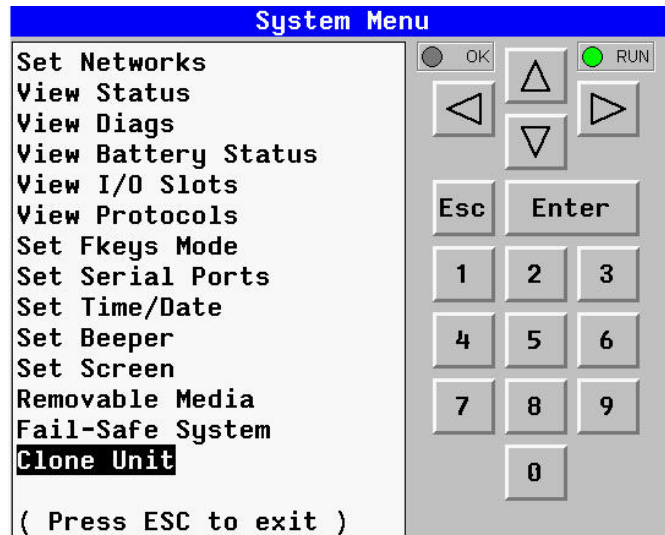 System Menu
Set Networks
View Status
View Diags
View Battery Status
View I/O Slots
View Protocols
Set Fkeys Mode
Set Serial Ports
Set Time/Date
Set Beeper
Set Screen
Removable Media
Fail-Safe System
Clone Unit
( Press ESC to exit )
OK
RUN
Esc
Enter
1
2
3
4
5
6
7
8
9
0